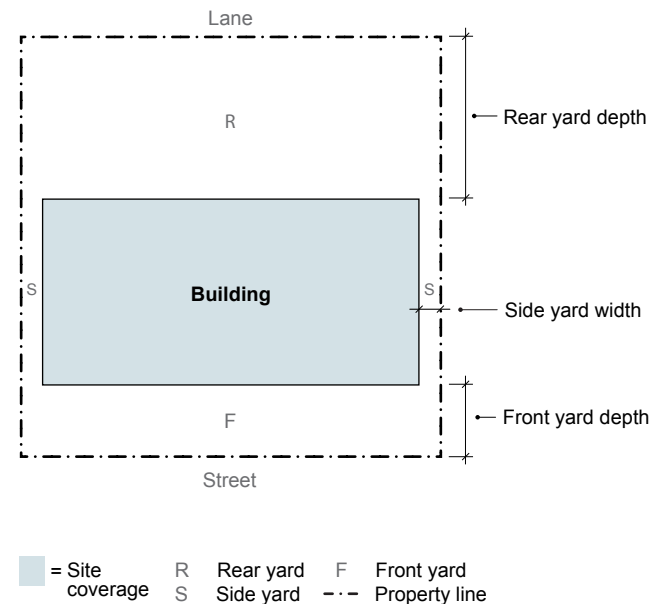 Lane
R
Rear yard depth
S
Building
S
Side yard width
F
Front yard depth
Street
= Site coverage
R Rear yard
F Front yard
S Side yard
Property line